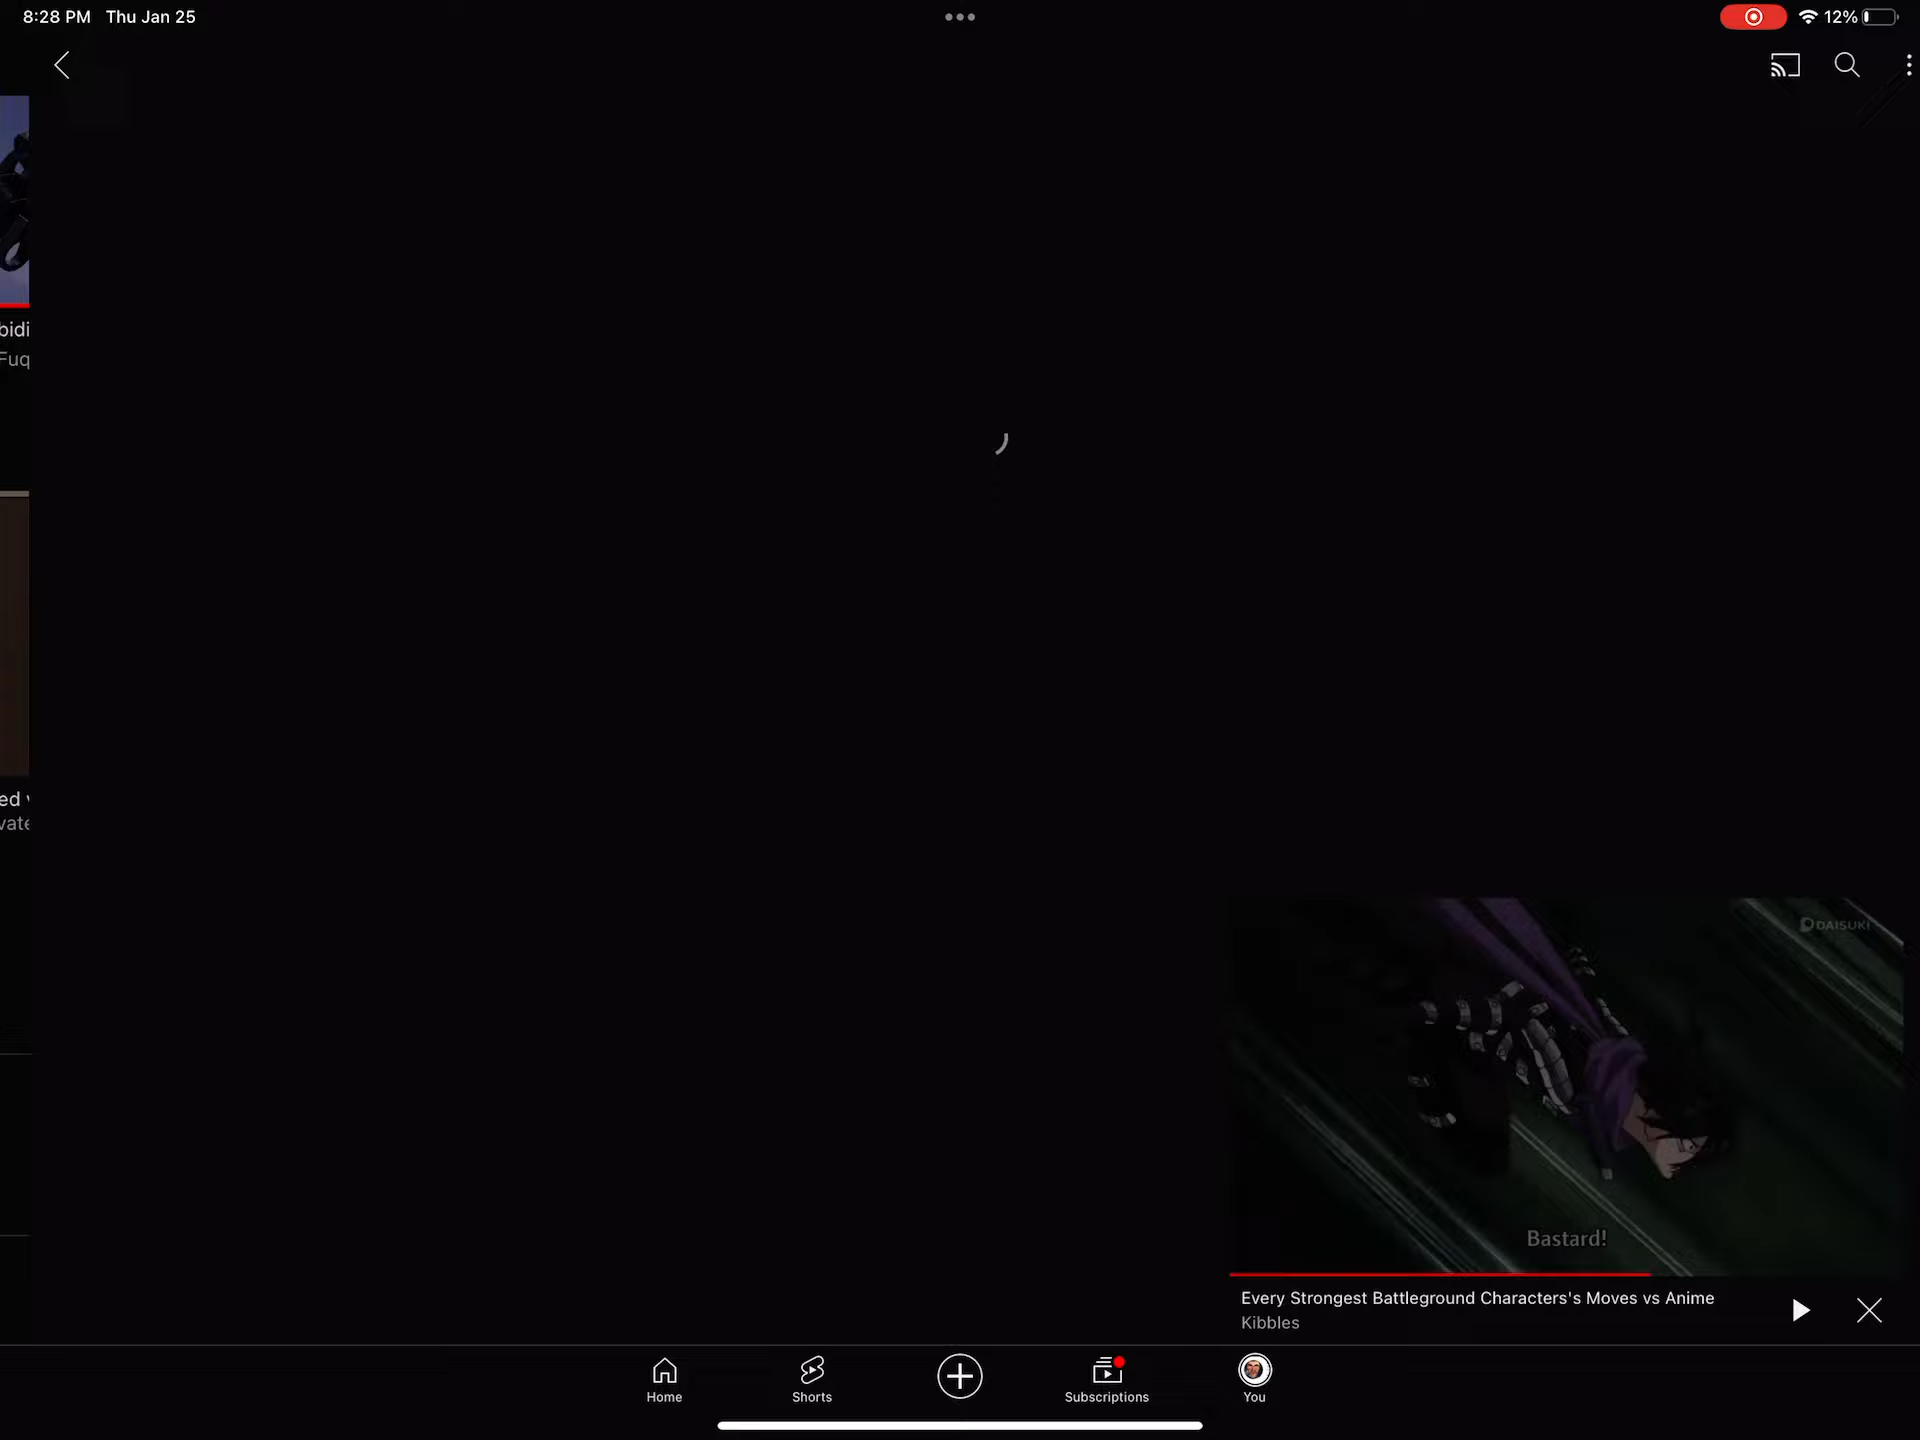 8:28 PM Thu Jan 25
12%
bidi
Fuq
ed
vate
DAISUKI
Bastard!
Every Strongest Battleground Characters's Moves vs Anime
Kibbles
Home
Shorts
Subscriptions
You